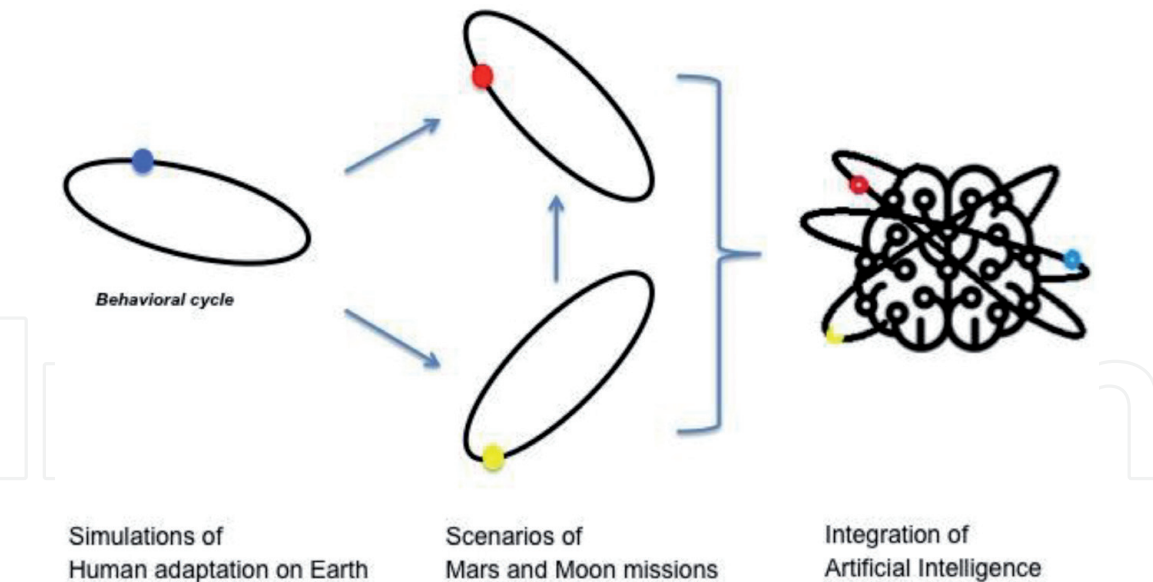 Behavioral cycle
Simulations of
Human adaptation on Earth
Scenarios of
Mars and Moon missions
Integration of
Artificial Intelligence